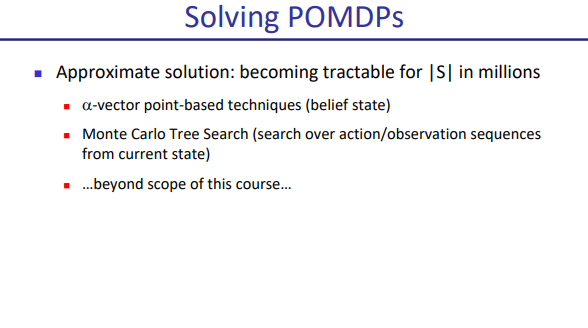 Solving POMDPs
Approximate solution: becoming tractable for |S| in millions
α-vector point-based techniques (belief state)
Monte Carlo Tree Search (search over action/observation sequences
from current state)
…beyond scope of this course…